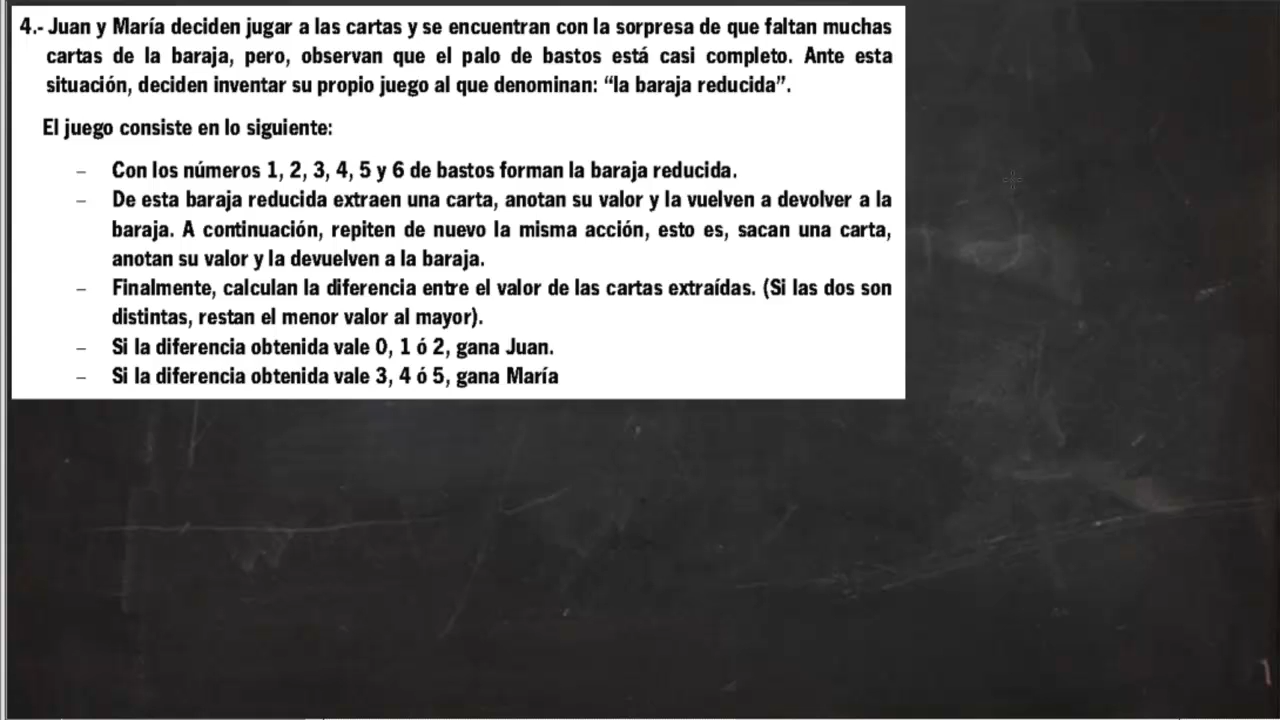 4.- Juan y María deciden jugar a las cartas y se encuentran con la sorpresa de que faltan muchas
cartas de la baraja, pero, observan que el palo de bastos está casi completo. Ante esta
situación, deciden inventar su propio juego al que denominan: “la baraja reducida”.
El juego consiste en lo siguiente:
– Con los números 1, 2, 3, 4, 5 y 6 de bastos forman la baraja reducida.
– De esta baraja reducida extraen una carta, anotan su valor y la vuelven a devolver a la
baraja. A continuación, repiten de nuevo la misma acción, esto es, sacan una carta,
anotan su valor y la devuelven a la baraja.
– Finalmente, calculan la diferencia entre el valor de las cartas extraídas. (Si las dos son
distintas, restan el menor valor al mayor).
– Si la diferencia obtenida vale 0, 1 ó 2, gana Juan.
– Si la diferencia obtenida vale 3, 4 ó 5, gana María